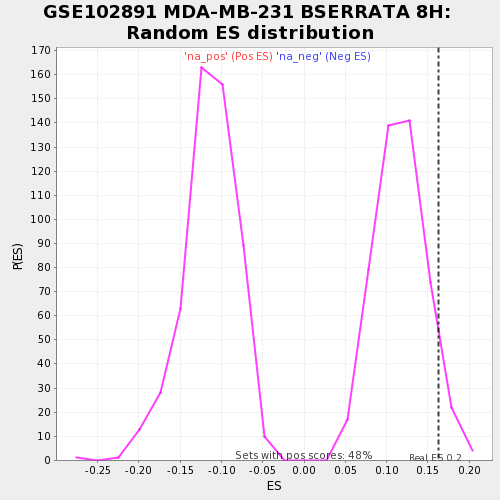 GSE102891 MDA-MB-231 BSERRATA 8H:
Random ES distribution
'na_pos' (Pos ES) 'na_neg' (Neg ES)
170
160
150
140
130
120
110
100
90
80
70
60
50
40
30
20
10
0
P(ES)
Sets with pos scores: 48%
Real ES 0.2
-0.25 -0.20 -0.15 -0.10 -0.05 0.00 0.05 0.10 0.15 0.20
ES